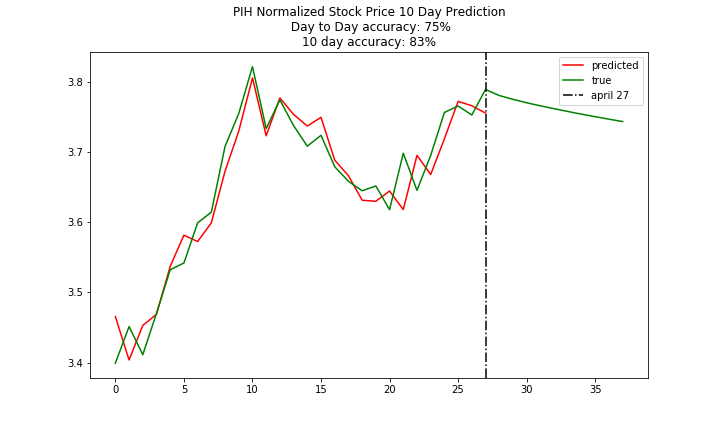 PIH Normalized Stock Price 10 Day Prediction
Day to Day accuracy: 75%
10 day accuracy: 83%
predicted
true
april 27
3.8
3.7
3.6
3.5
3.4
0 5 10 15 20 25 30 35